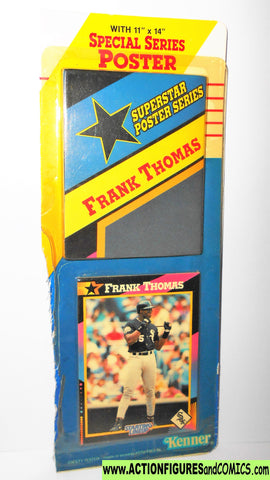 WITH 11" x 14"
SPECIAL SERIES
POSTER
SUPERSTAR
POSTER SERIES
FRANK THOMAS
FRANK THOMAS
Kenner
www.ACTIONFIGURESandCOMICS.com